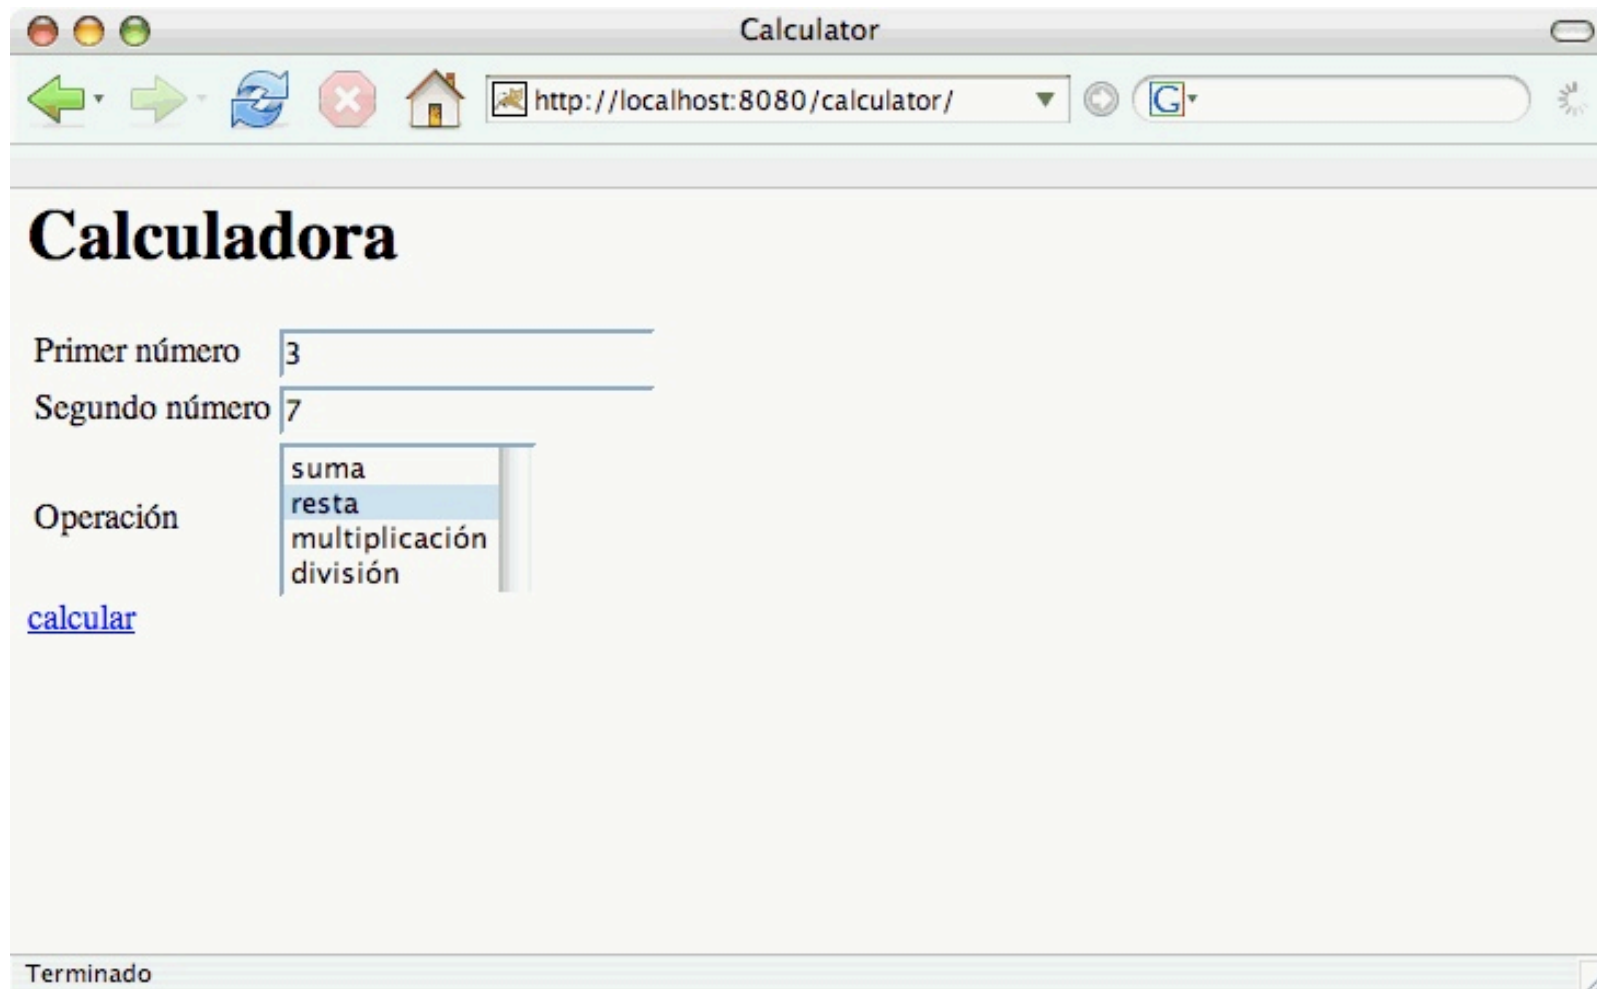 Calculator
http://localhost:8080/calculator/
G
Calculadora
Primer número 3
Segundo número 7
Operación
suma
resta
multiplicación
división
calcular
Terminado